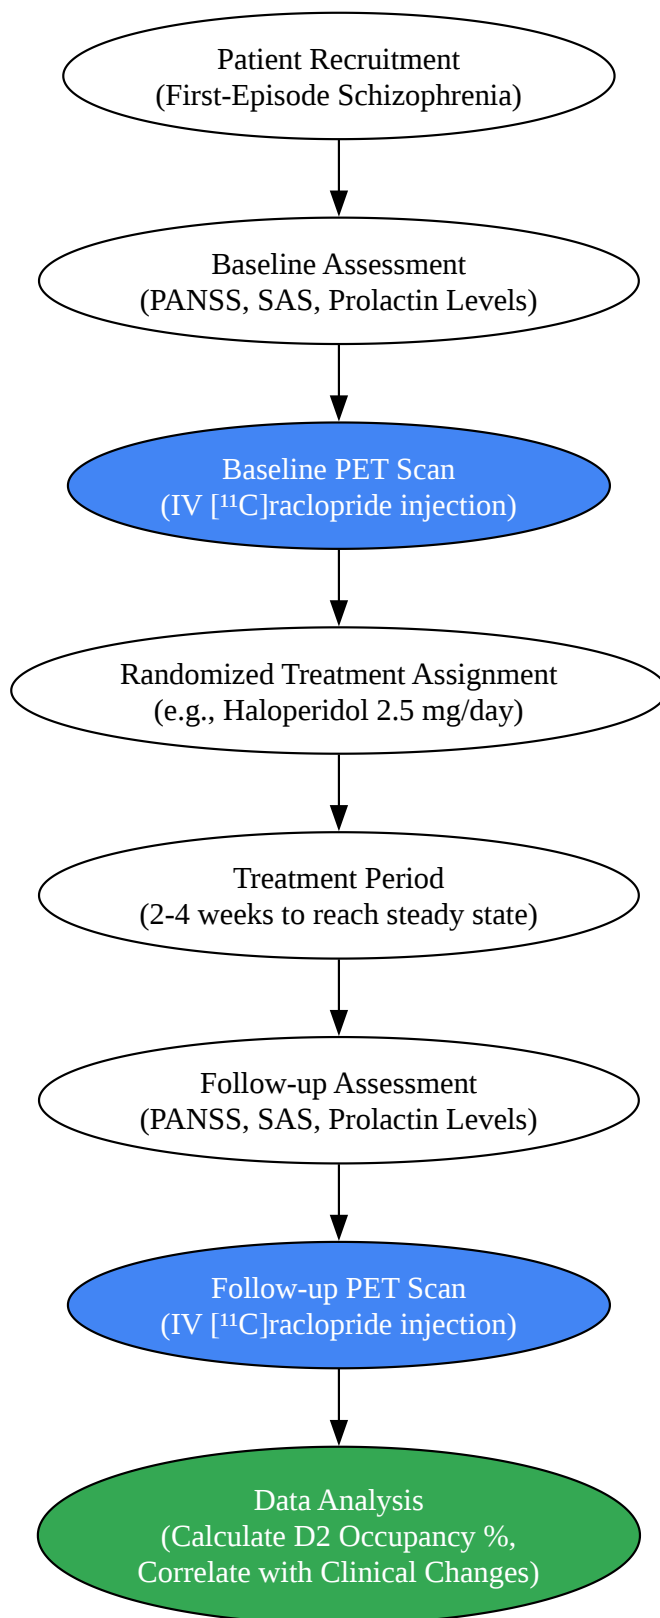 Patient Recruitment
(First-Episode Schizophrenia)
Baseline Assessment
(PANSS, SAS, Prolactin Levels)
Baseline PET Scan
(IV [¹¹C]raclopride injection)
Randomized Treatment Assignment
(e.g., Haloperidol 2.5 mg/day)
Treatment Period
(2-4 weeks to reach steady state)
Follow-up Assessment
(PANSS, SAS, Prolactin Levels)
Follow-up PET Scan
(IV [¹¹C]raclopride injection)
Data Analysis
(Calculate D2 Occupancy %,
Correlate with Clinical Changes)